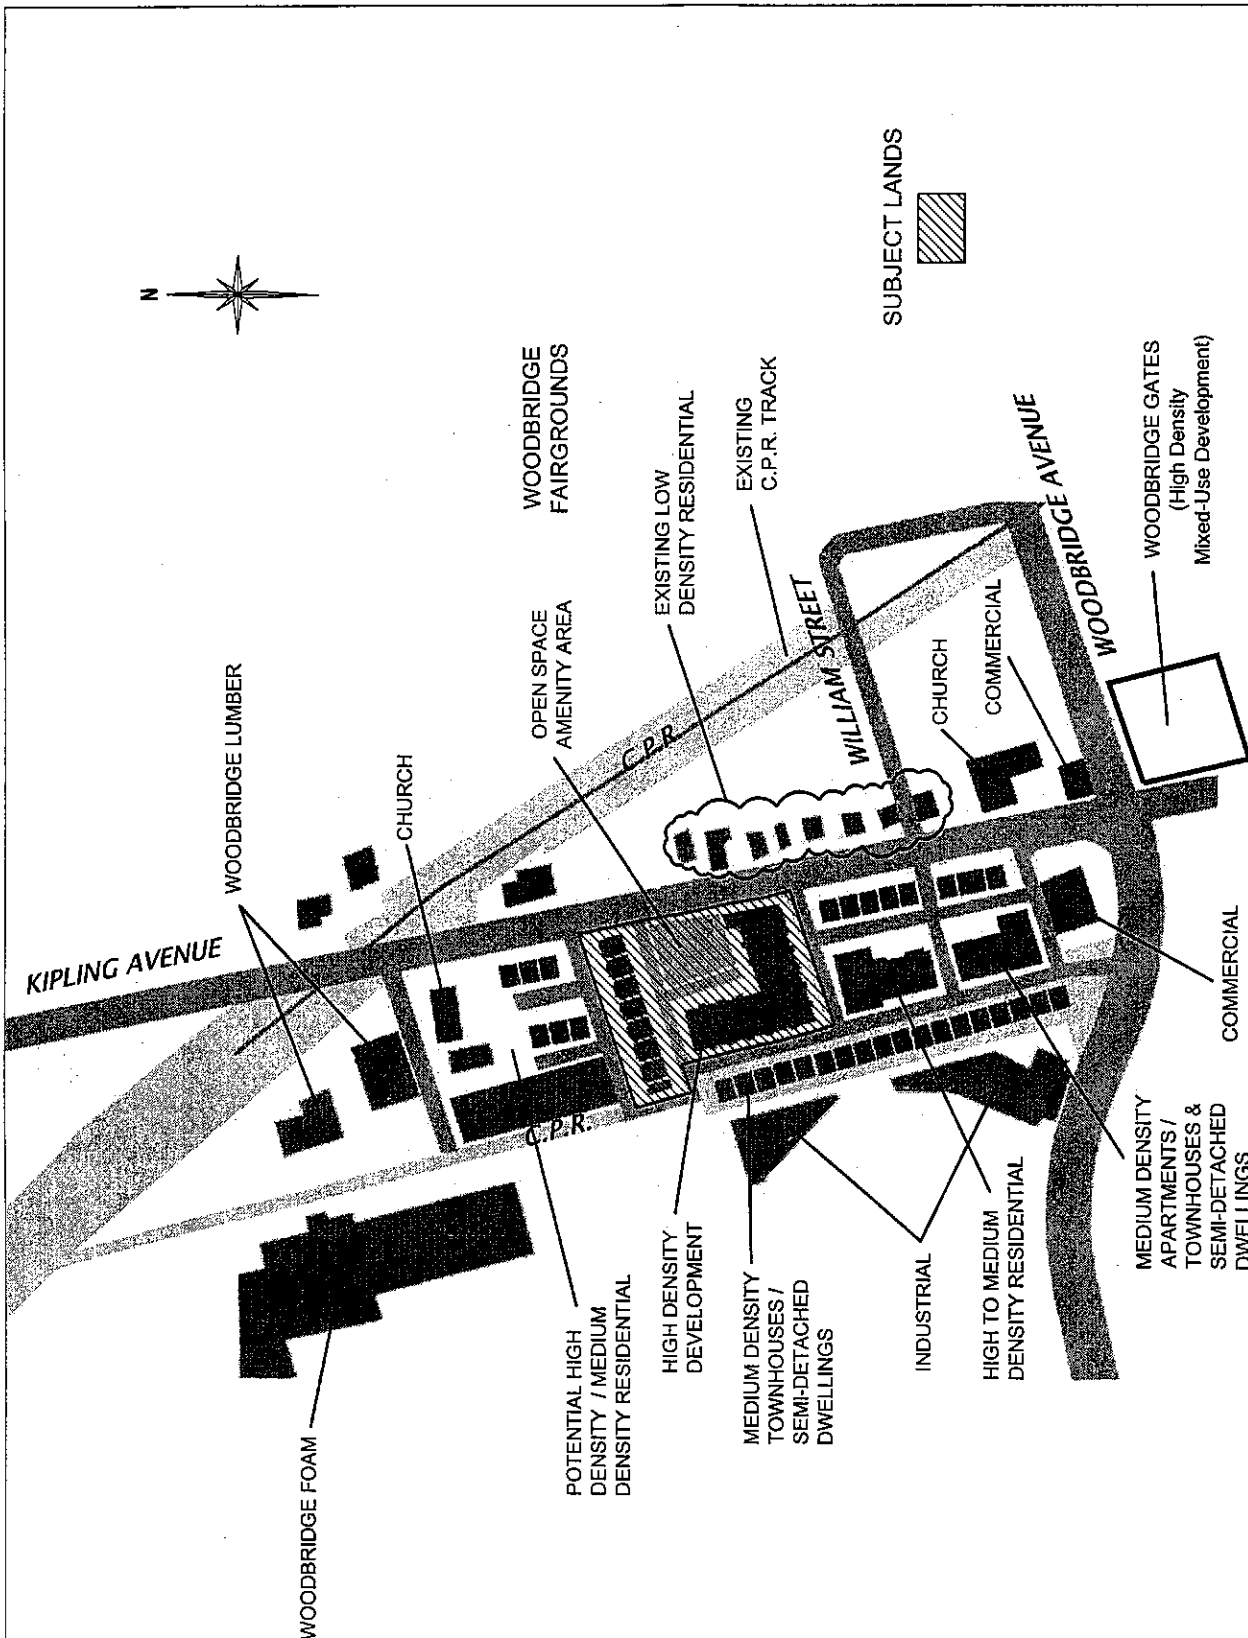 N
KIPLING AVENUE
WOODBRIDGE LUMBER
CHURCH
WOODBRIDGE
FAIRGROUNDS
OPEN SPACE
AMENITY AREA
EXISTING LOW
DENSITY RESIDENTIAL
EXISTING
C.P.R. TRACK
SUBJECT LANDS
C.P.R.
WILLIAM STREET
CHURCH
COMMERCIAL
WOODBRIDGE AVENUE
WOODBRIDGE GATES
(High Density
Mixed-Use Development)
C.P.R.
WOODBRIDGE FOAM
POTENTIAL HIGH
DENSITY / MEDIUM
DENSITY RESIDENTIAL
HIGH DENSITY
DEVELOPMENT
MEDIUM DENSITY
TOWNHOUSES /
SEMI-DETACHED
DWELLINGS
INDUSTRIAL
HIGH TO MEDIUM
DENSITY RESIDENTIAL
MEDIUM DENSITY
APARTMENTS /
TOWNHOUSES &
SEMI-DETACHED
DWELLINGS
COMMERCIAL